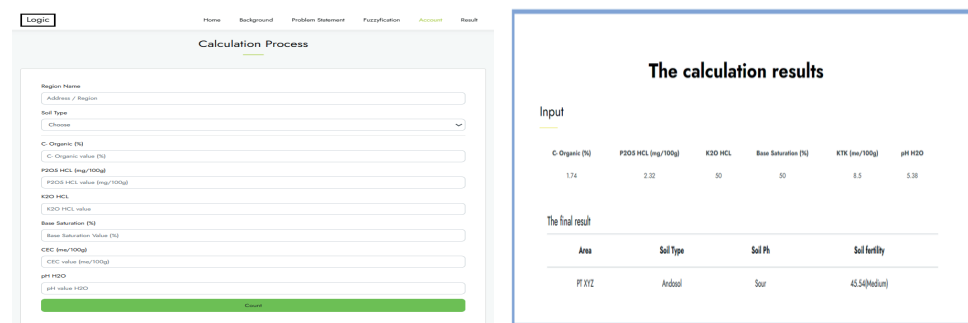 Logic
Home Background Problem Statement Fuzzyfication Account Result
Calculation Process
Region Name
Address / Region
Soil Type
Choose
C- Organic (%)
C- Organic value (%)
P2O5 HCL (mg/100g)
P2O5 HCL value (mg/100g)
K2O HCL
K2O HCL value
Base Saturation (%)
Base Saturation Value (%)
CEC (me/100g)
CEC value (me/100g)
pH H2O
pH value H2O
Count
The calculation results
Input
C- Organic (%) P2O5 HCL (mg/100g) K2O HCL Base Saturation (%) KTK (me/100g) pH H2O
1.74 2.32 50 50 8.5 5.38
The final result
Area Soil Type Soil Ph Soil fertility
PT XYZ Andosol Sour 45.54(Medium)